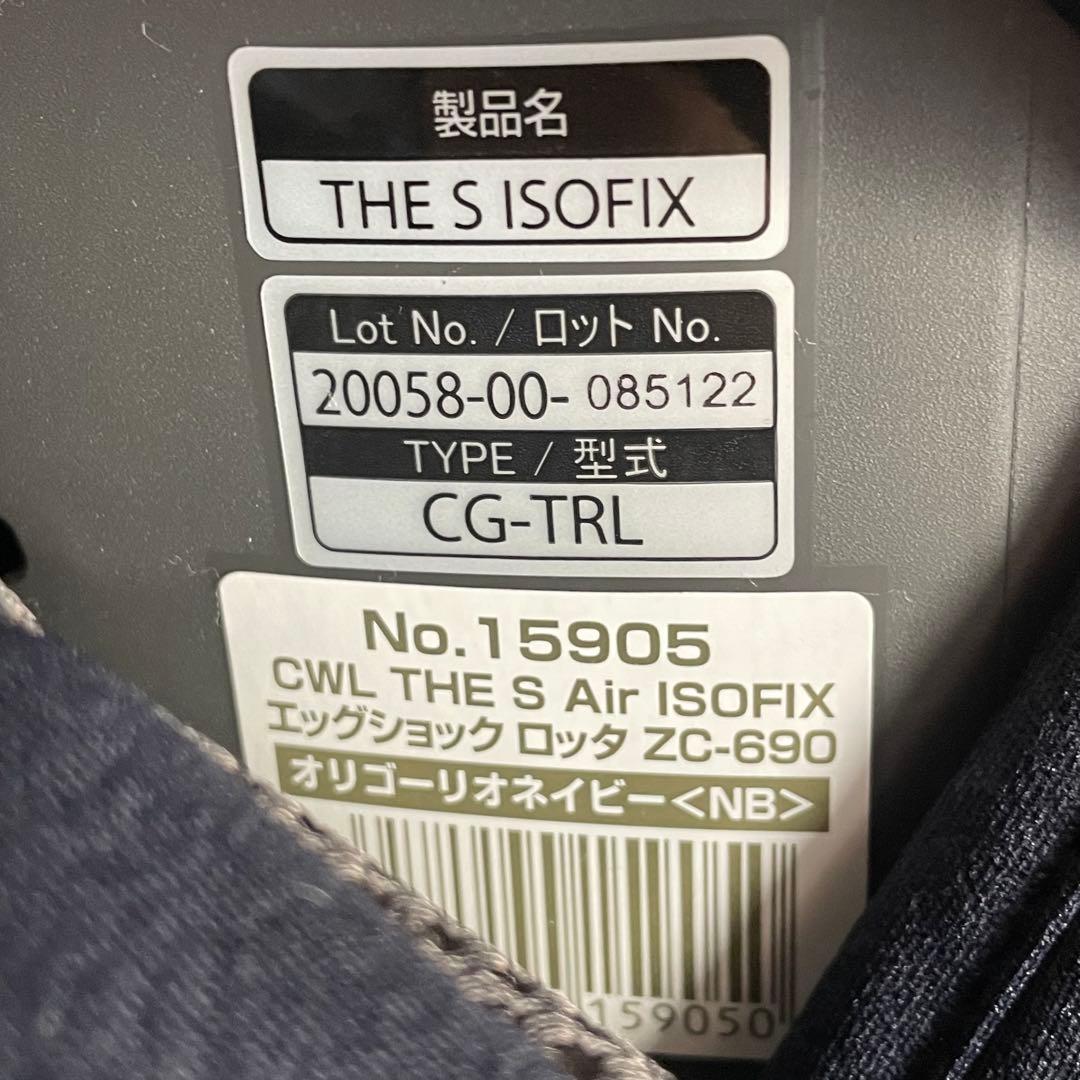 製品名
THE S ISOFIX
Lot No. / ロット No.
20058-00- 085122
TYPE / 型式
CG-TRL
No.15905
CWL THE S Air ISOFIX
エッグショック ロッタ ZC-690
オリゴーリオネイビー<NB>
159050